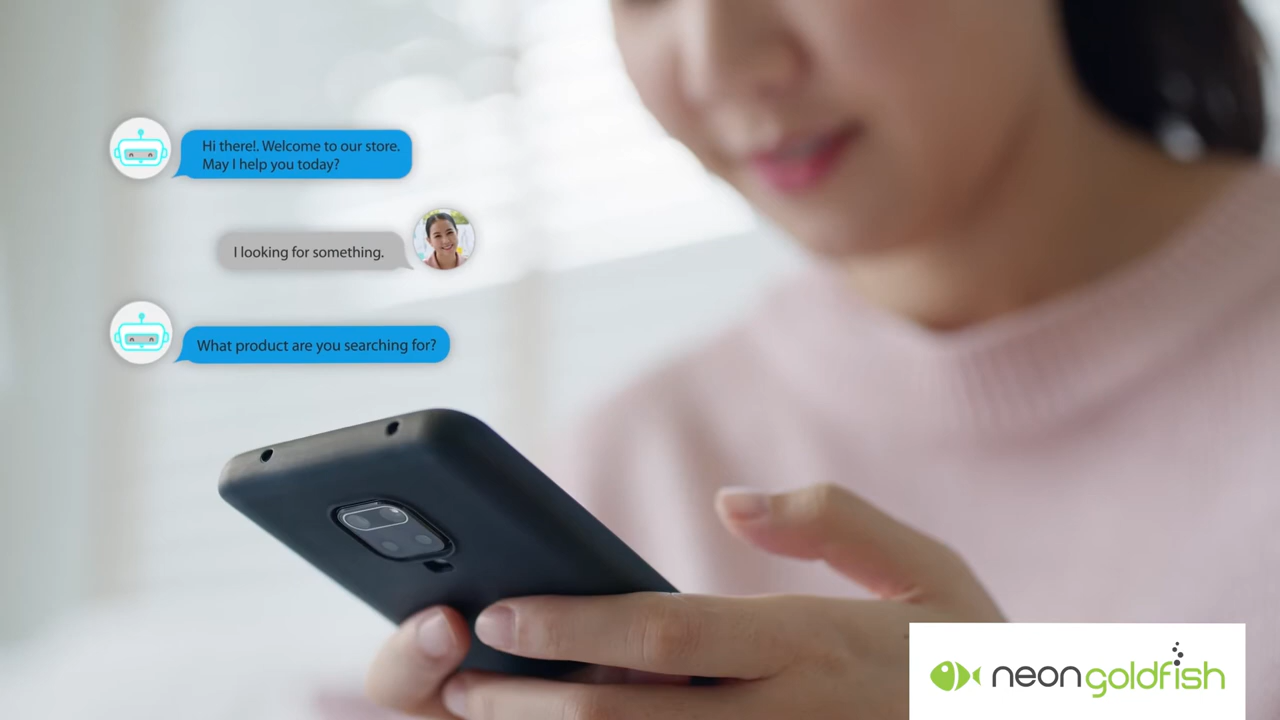 Hi there!. Welcome to our store.
May I help you today?
I looking for something.
What product are you searching for?
neongoldfish